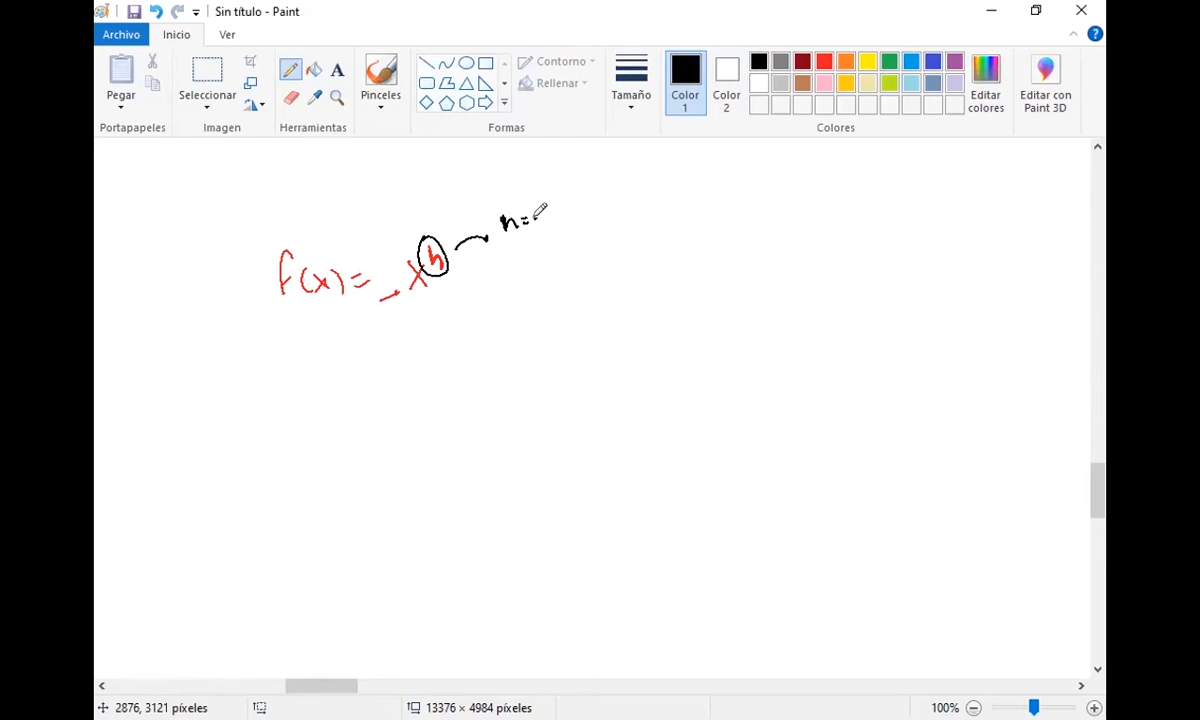 Sin título - Paint
Archivo Inicio Ver
Pegar
Seleccionar
A
Pinceles
Contorno
Rellenar
Tamaño
Color 1
Color 2
Editar colores
Editar con Paint 3D
Portapapeles Imagen Herramientas Formas Colores
n=
f(x)= _ x^n
2876, 3121 píxeles 13376 × 4984 píxeles 100%